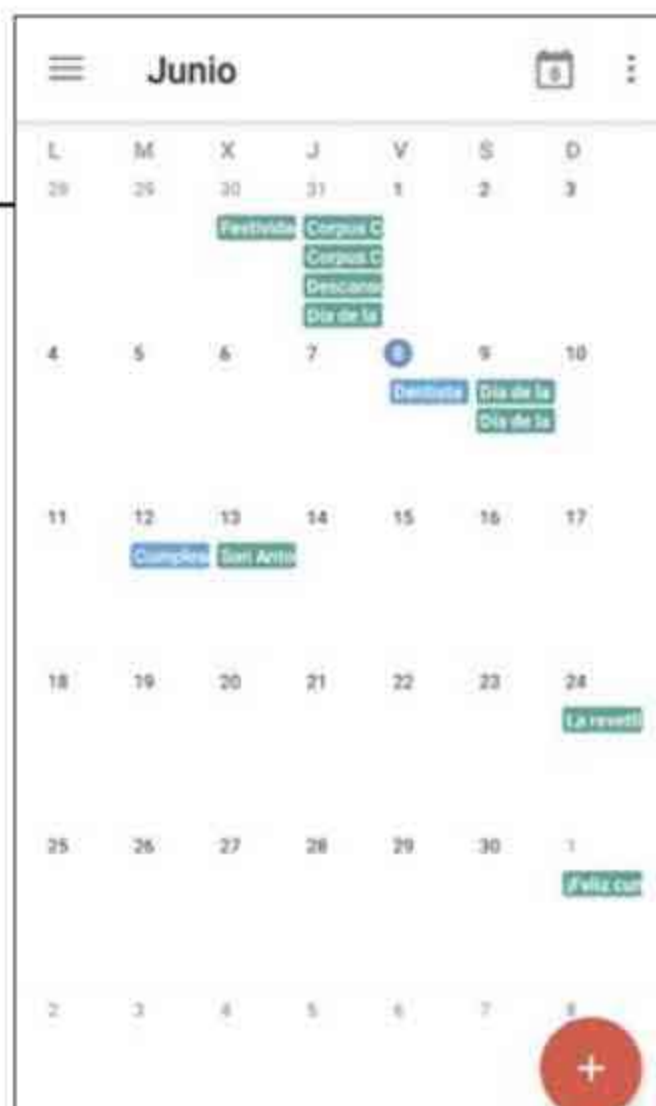 Junio
8
L M X J V S D
28 29 30 31 1 2 3
Festivida Corpus C
Corpus C
Descanso
Día de la
4 5 6 7 8 9 10
Dentista Día de la
Día de la
11 12 13 14 15 16 17
Cumplea San Anto
18 19 20 21 22 23 24
La revetl
25 26 27 28 29 30 1
¡Feliz cum
2 3 4 5 6 7 8
+